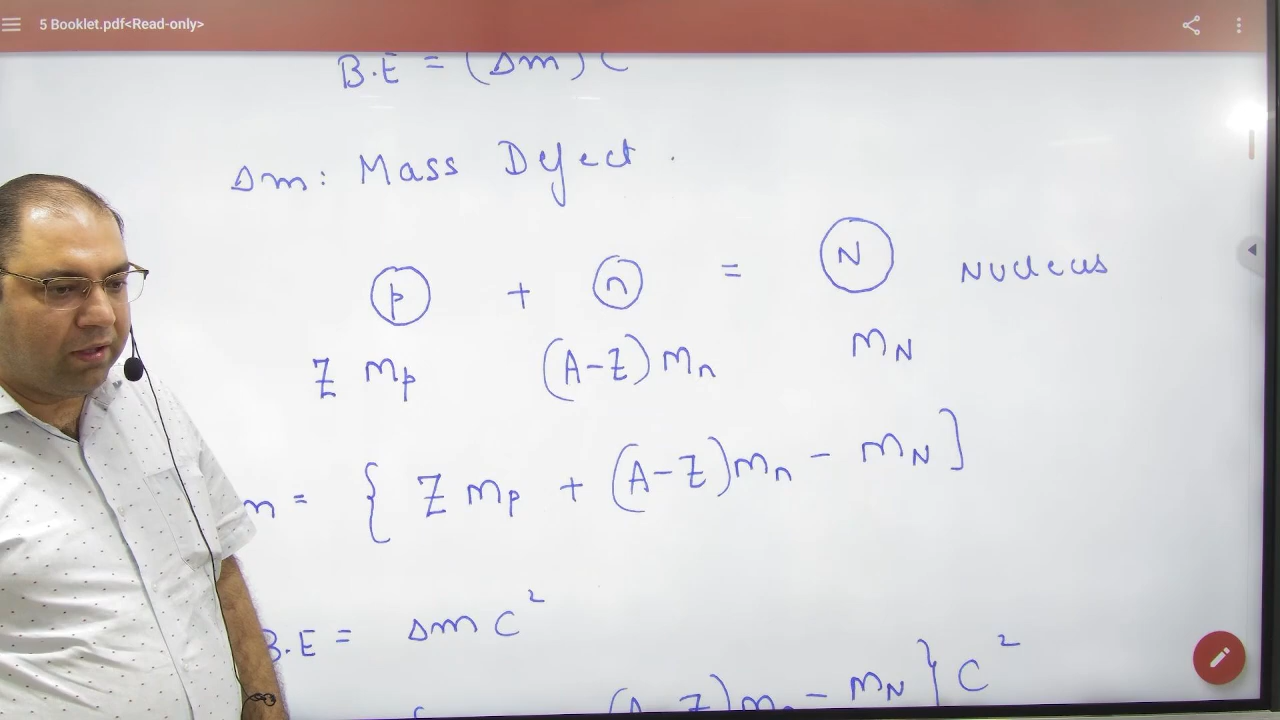 5 Booklet.pdf<Read-only>
B.E = (Δm) C
Δm: Mass Defect.
p + n = N Nucleus
Z mp (A-Z) mn MN
m = { Z mp + (A-Z) mn - MN ]
B.E = Δm C²
(A-Z) m - MN } C²